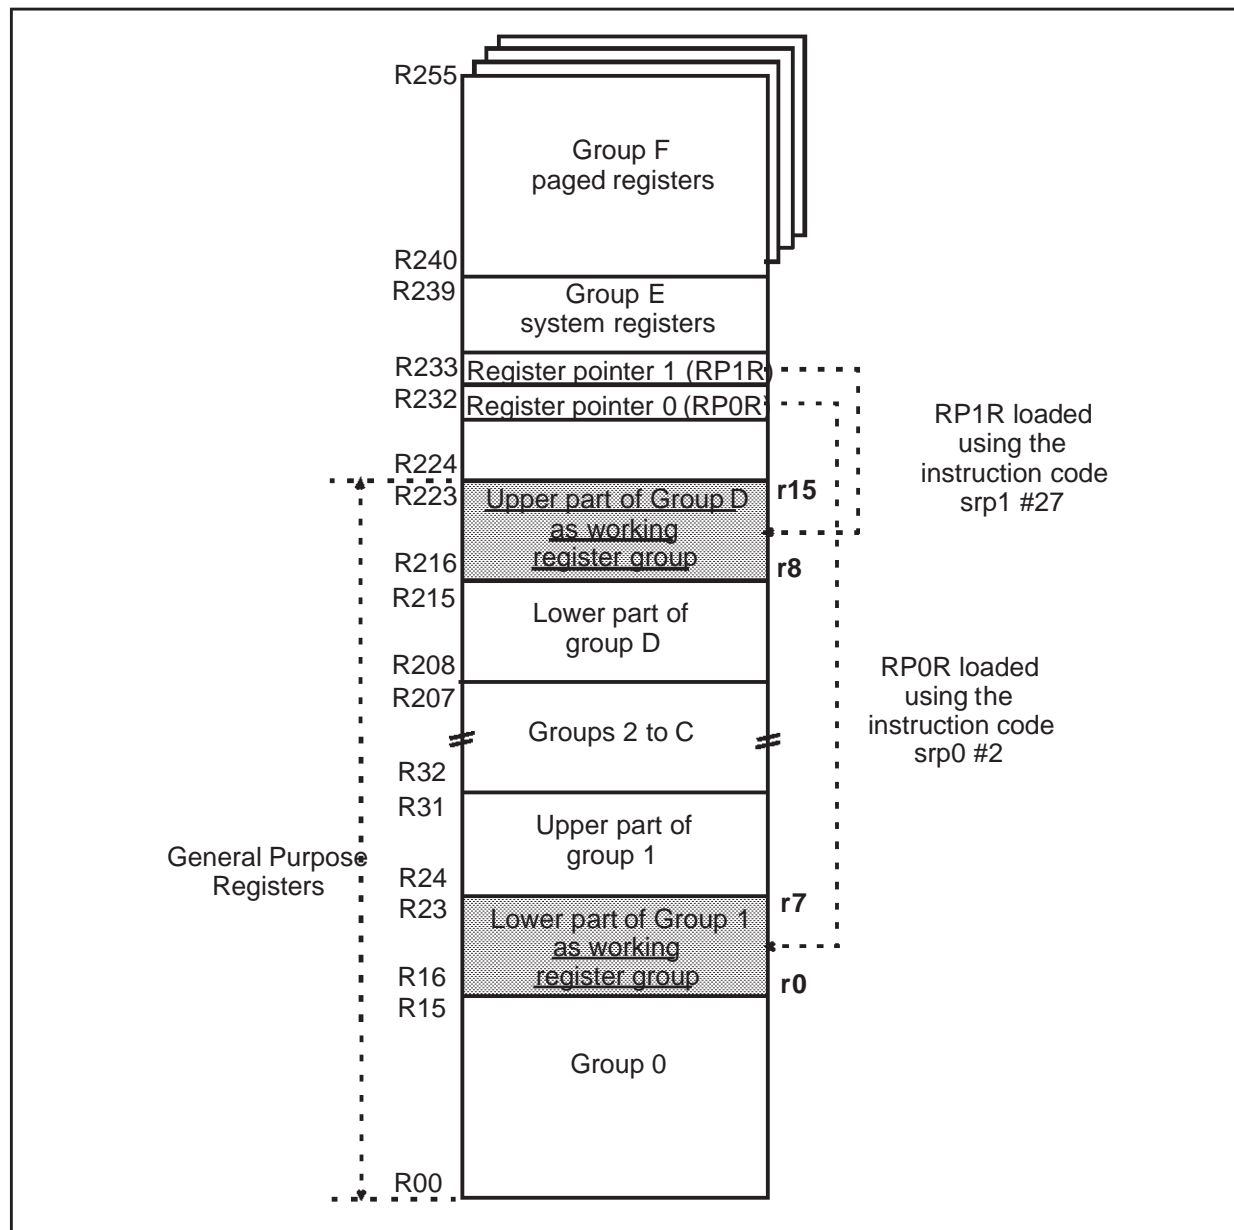 R255
Group F
paged registers
R240
R239
Group E
system registers
R233
Register pointer 1 (RP1R)
R232
Register pointer 0 (RP0R)
RP1R loaded
using the
instruction code
srp1 #27
R224
R223
Upper part of Group D
as working
register group
r15
R216
r8
R215
Lower part of
group D
R208
R207
RP0R loaded
using the
instruction code
srp0 #2
Groups 2 to C
R32
R31
Upper part of
group 1
General Purpose
Registers
R24
R23
Lower part of Group 1
as working
register group
r7
R16
r0
R15
Group 0
R00